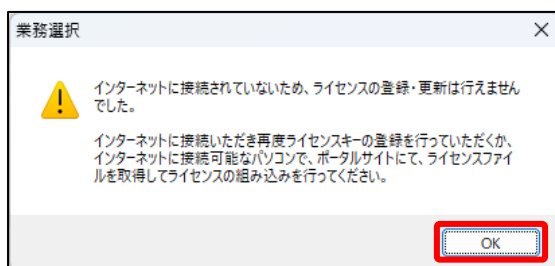 業務選択
インターネットに接続されていないため、ライセンスの登録・更新は行えません
でした。
インターネットに接続いただき再度ライセンスキーの登録を行っていただくか、
インターネットに接続可能なパソコンで、ポータルサイトにて、ライセンスファイ
ルを取得してライセンスの組み込みを行ってください。
OK